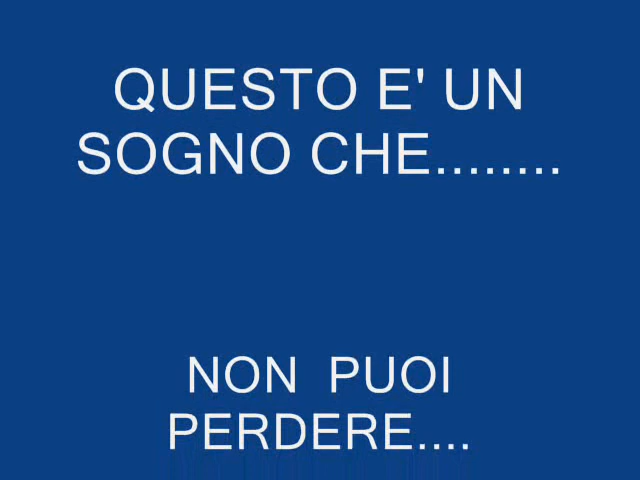 QUESTO E' UN
SOGNO CHE........
NON PUOI
PERDERE....